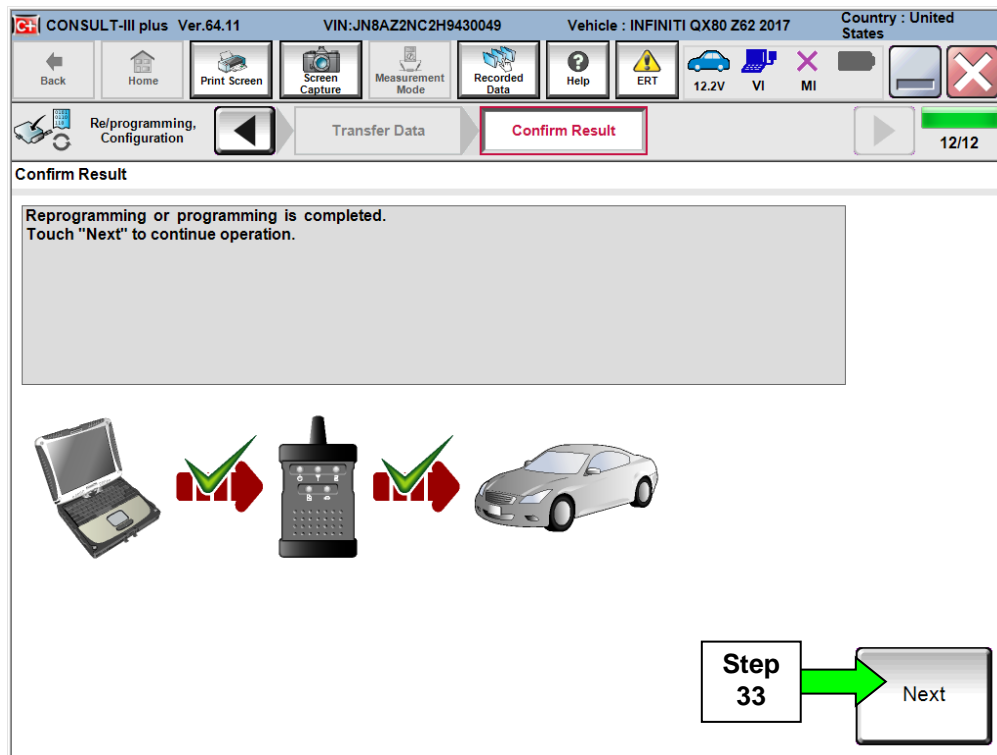 C+ CONSULT-III plus Ver.64.11 VIN:JN8AZ2NC2H9430049 Vehicle : INFINITI QX80 Z62 2017 Country : United
States
Back Home Print Screen Screen
Capture Measurement
Mode Recorded
Data Help ERT 12.2V VI MI
Re/programming,
Configuration Transfer Data Confirm Result 12/12
Confirm Result
Reprogramming or programming is completed.
Touch "Next" to continue operation.
Step
33 Next